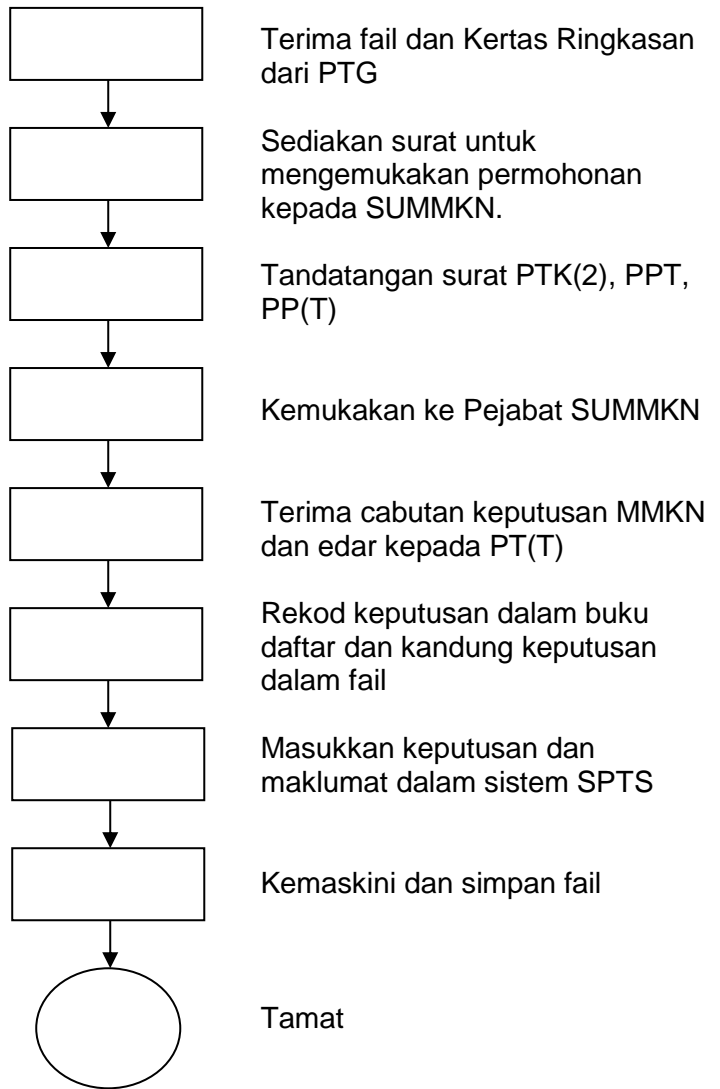 Terima fail dan Kertas Ringkasan
dari PTG
Sediakan surat untuk
mengemukakan permohonan
kepada SUMMKN.
Tandatangan surat PTK(2), PPT,
PP(T)
Kemukakan ke Pejabat SUMMKN
Terima cabutan keputusan MMKN
dan edar kepada PT(T)
Rekod keputusan dalam buku
daftar dan kandung keputusan
dalam fail
Masukkan keputusan dan
maklumat dalam sistem SPTS
Kemaskini dan simpan fail
Tamat